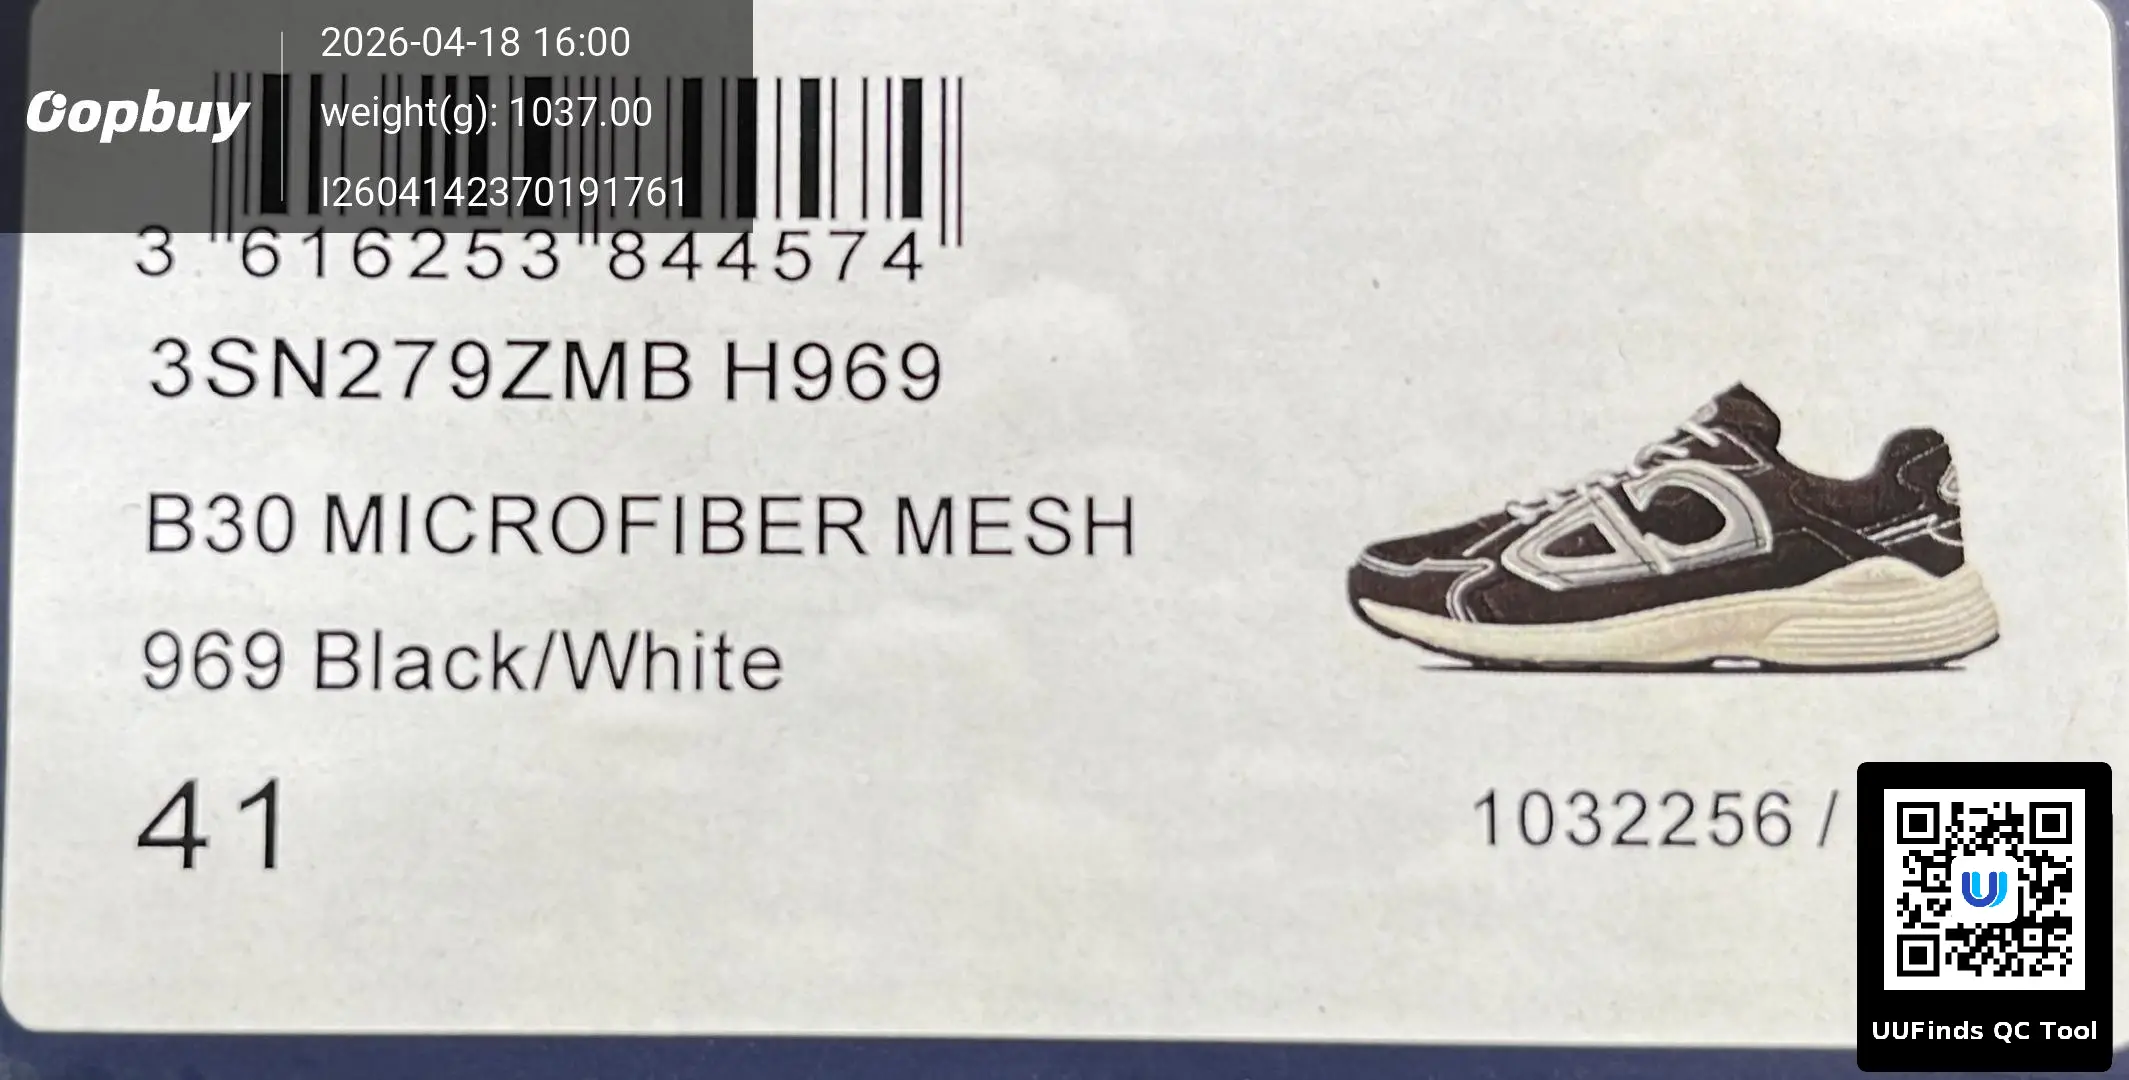 2026-04-18 16:00
Oopbuy
weight(g): 1037.00
I2604142370191761
3 616253 844574
3SN279ZMB H969
B30 MICROFIBER MESH
969 Black/White
41
1032256 /
UUFinds QC Tool